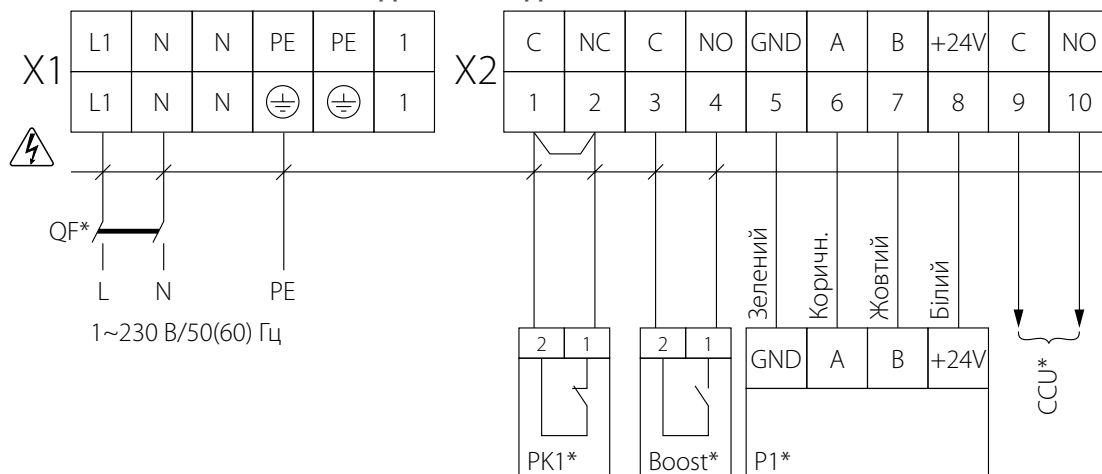 X1
L1 N N PE PE 1
L1 N N 1
X2
C NC C NO GND A B +24V C NO
1 2 3 4 5 6 7 8 9 10
QF*
L N PE
1~230 В/50(60) Гц
Зелений
Коричн.
Жовтий
Білий
2 1
PK1*
2 1
Boost*
GND A B +24V
P1*
CCU*